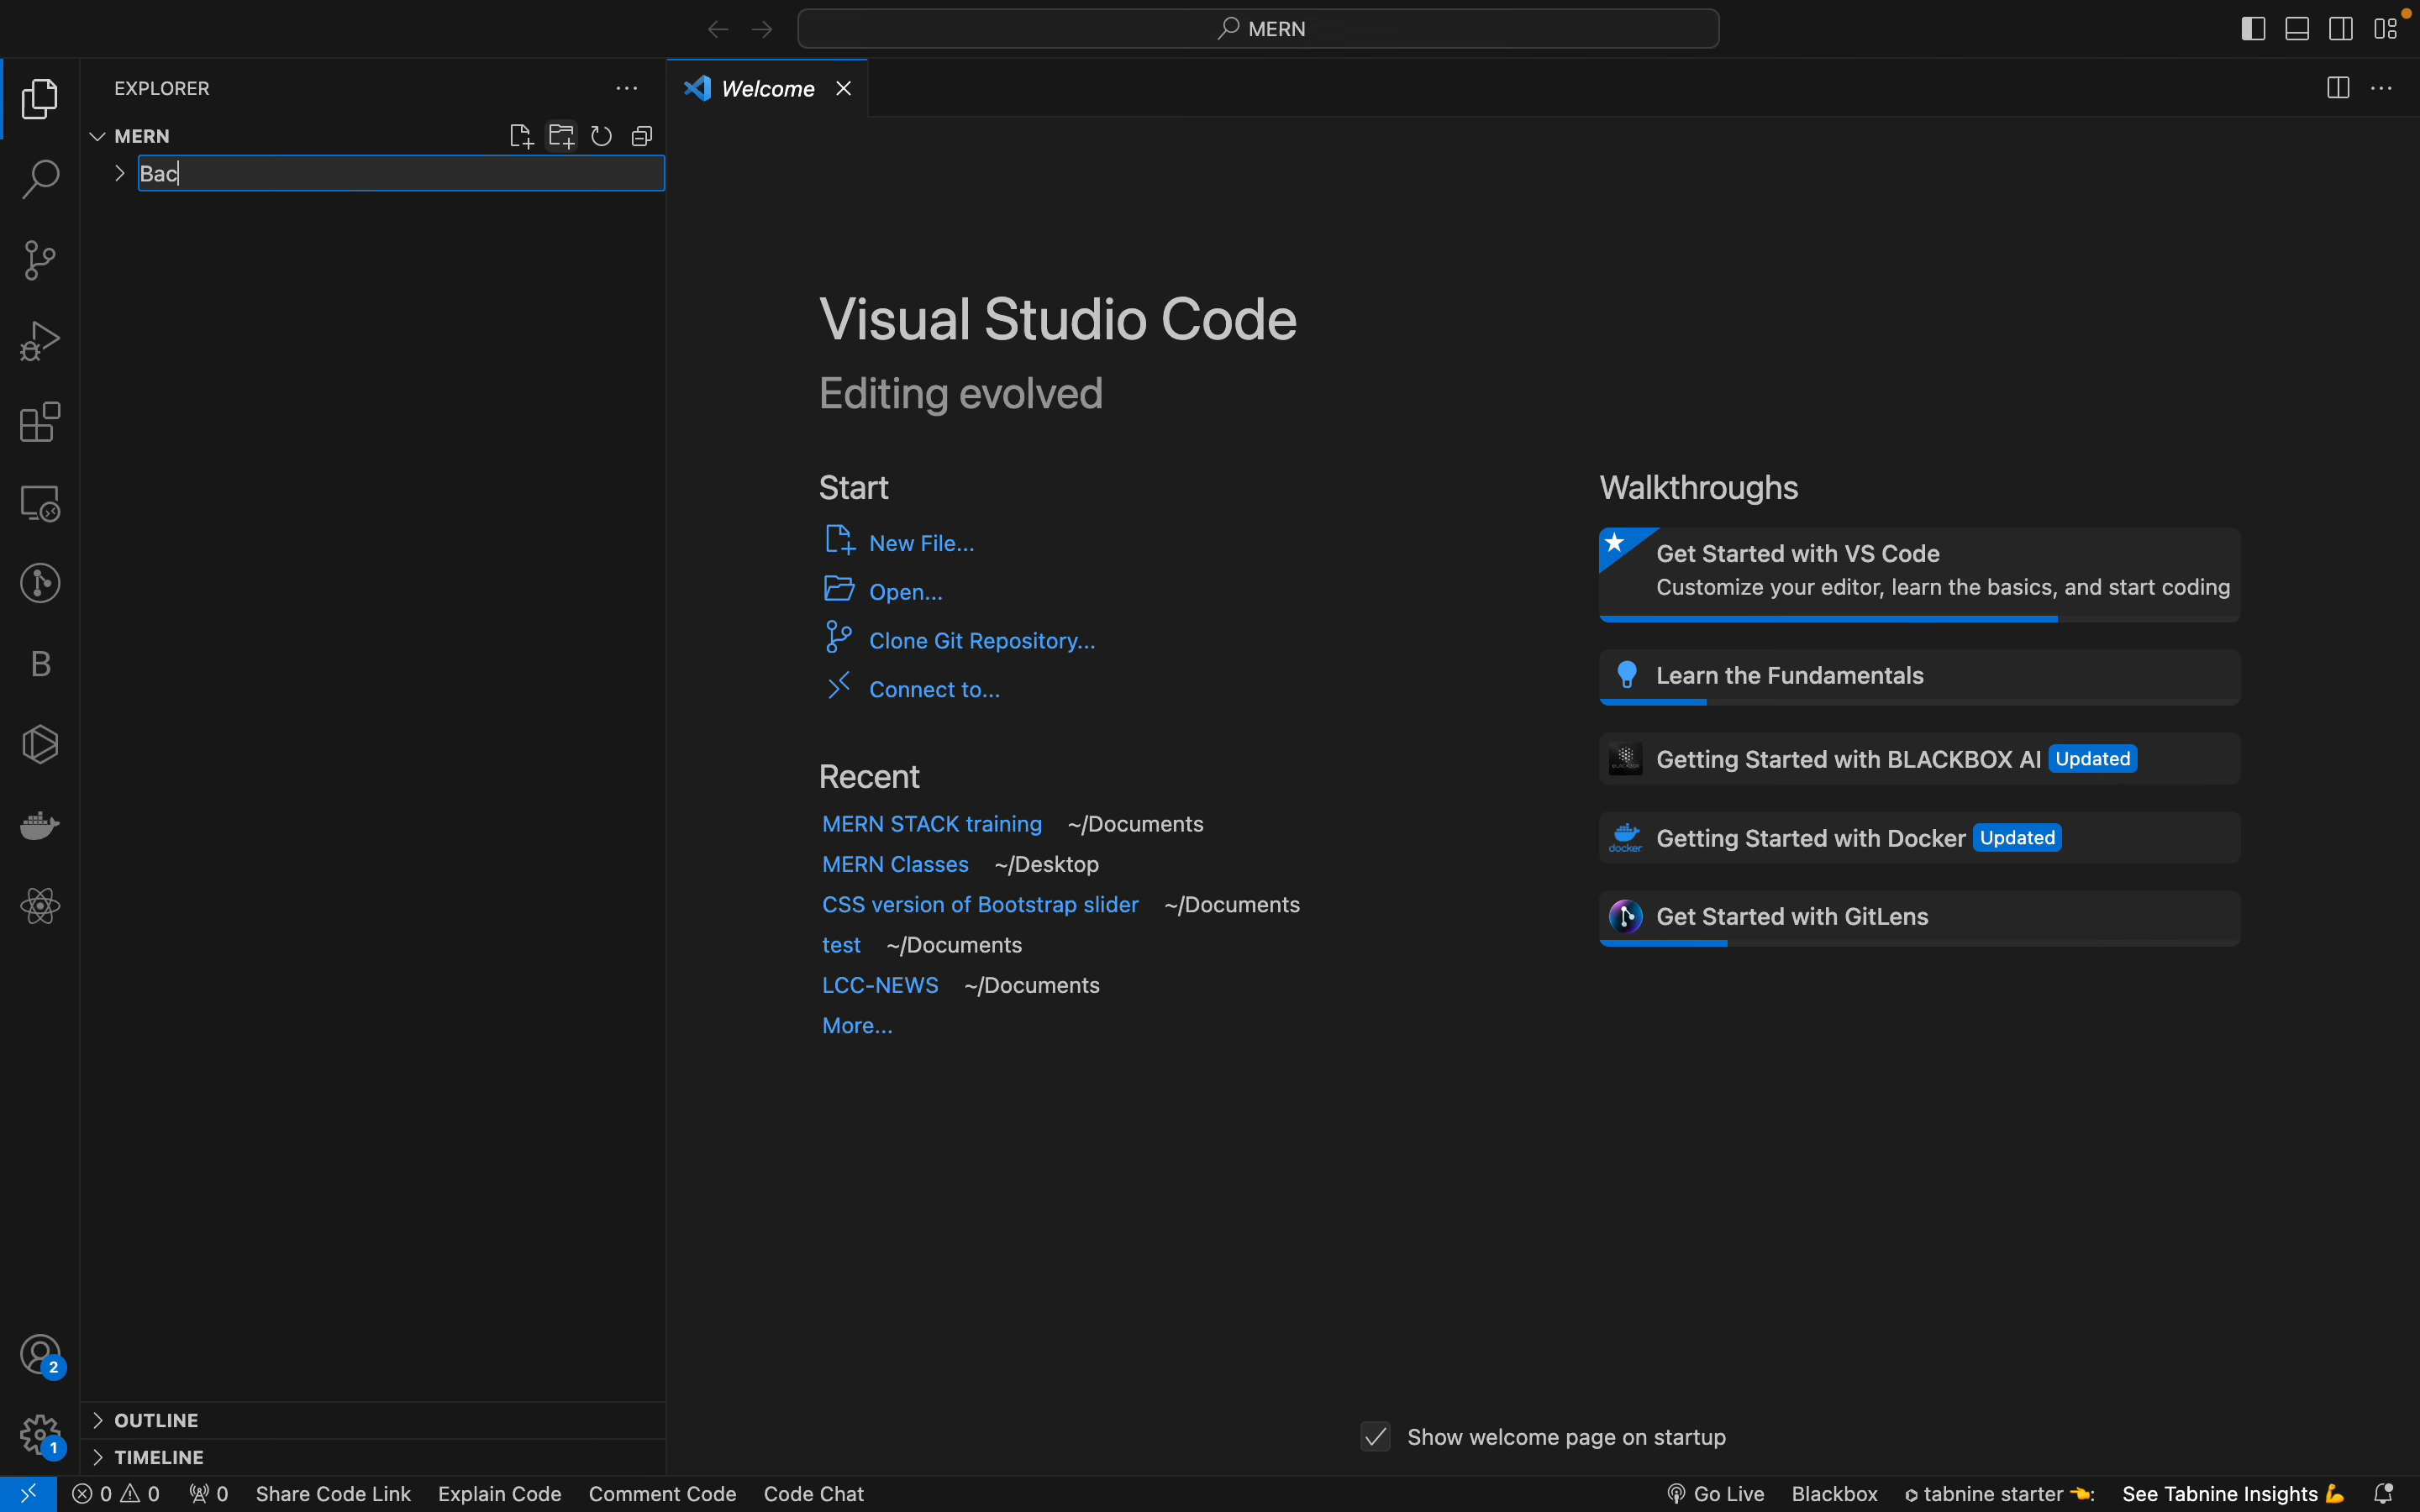 MERN
EXPLORER
Welcome
MERN
Bac
Visual Studio Code
Editing evolved
Start
New File...
Open...
Clone Git Repository...
Connect to...
Recent
MERN STACK training ~/Documents
MERN Classes ~/Desktop
CSS version of Bootstrap slider ~/Documents
test ~/Documents
LCC-NEWS ~/Documents
More...
Walkthroughs
Get Started with VS Code
Customize your editor, learn the basics, and start coding
Learn the Fundamentals
Getting Started with BLACKBOX AI Updated
docker
Getting Started with Docker Updated
Get Started with GitLens
B
2
1
OUTLINE
TIMELINE
Show welcome page on startup
0 0 0 Share Code Link Explain Code Comment Code Code Chat Go Live Blackbox tabnine starter 👈: See Tabnine Insights 💪